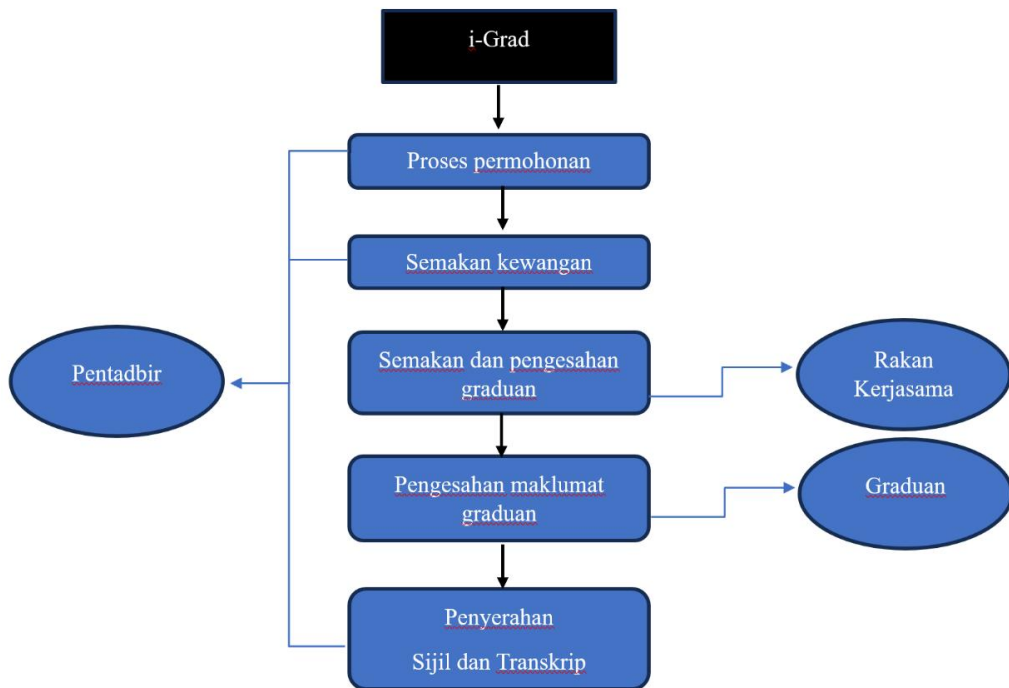 i-Grad
Proses permohonan
Semakan kewangan
Semakan dan pengesahan
graduan
Pentadbir
Rakan
Kerjasama
Pengesahan maklumat
graduan
Graduan
Penyerahan
Sijil dan Transkrip